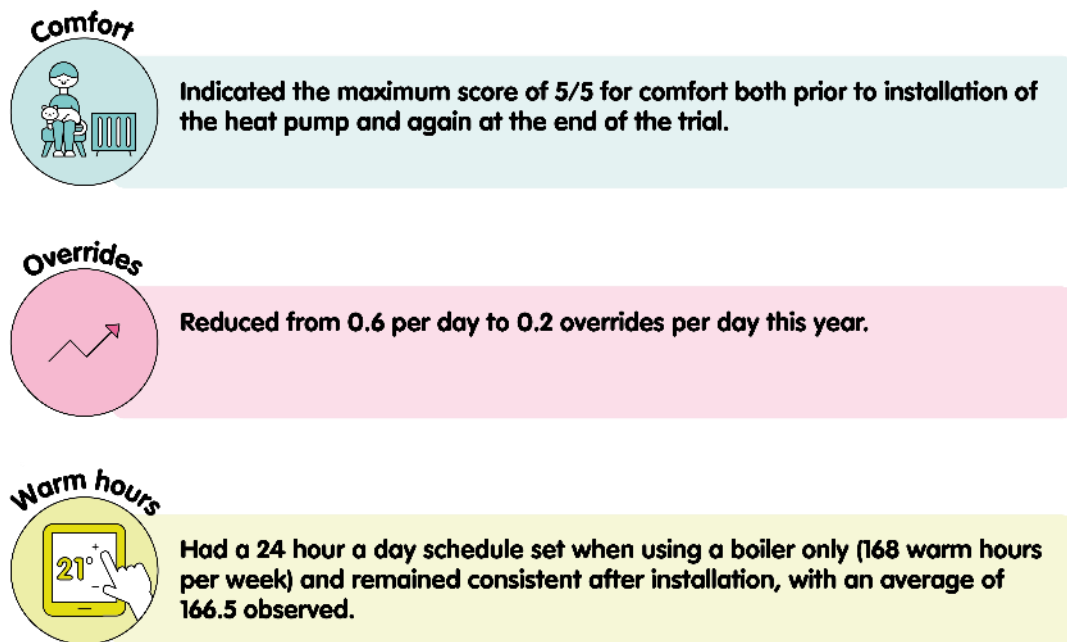 Comfort
Indicated the maximum score of 5/5 for comfort both prior to installation of
the heat pump and again at the end of the trial.
Overrides
Reduced from 0.6 per day to 0.2 overrides per day this year.
Warm hours
21°
Had a 24 hour a day schedule set when using a boiler only (168 warm hours
per week) and remained consistent after installation, with an average of
166.5 observed.